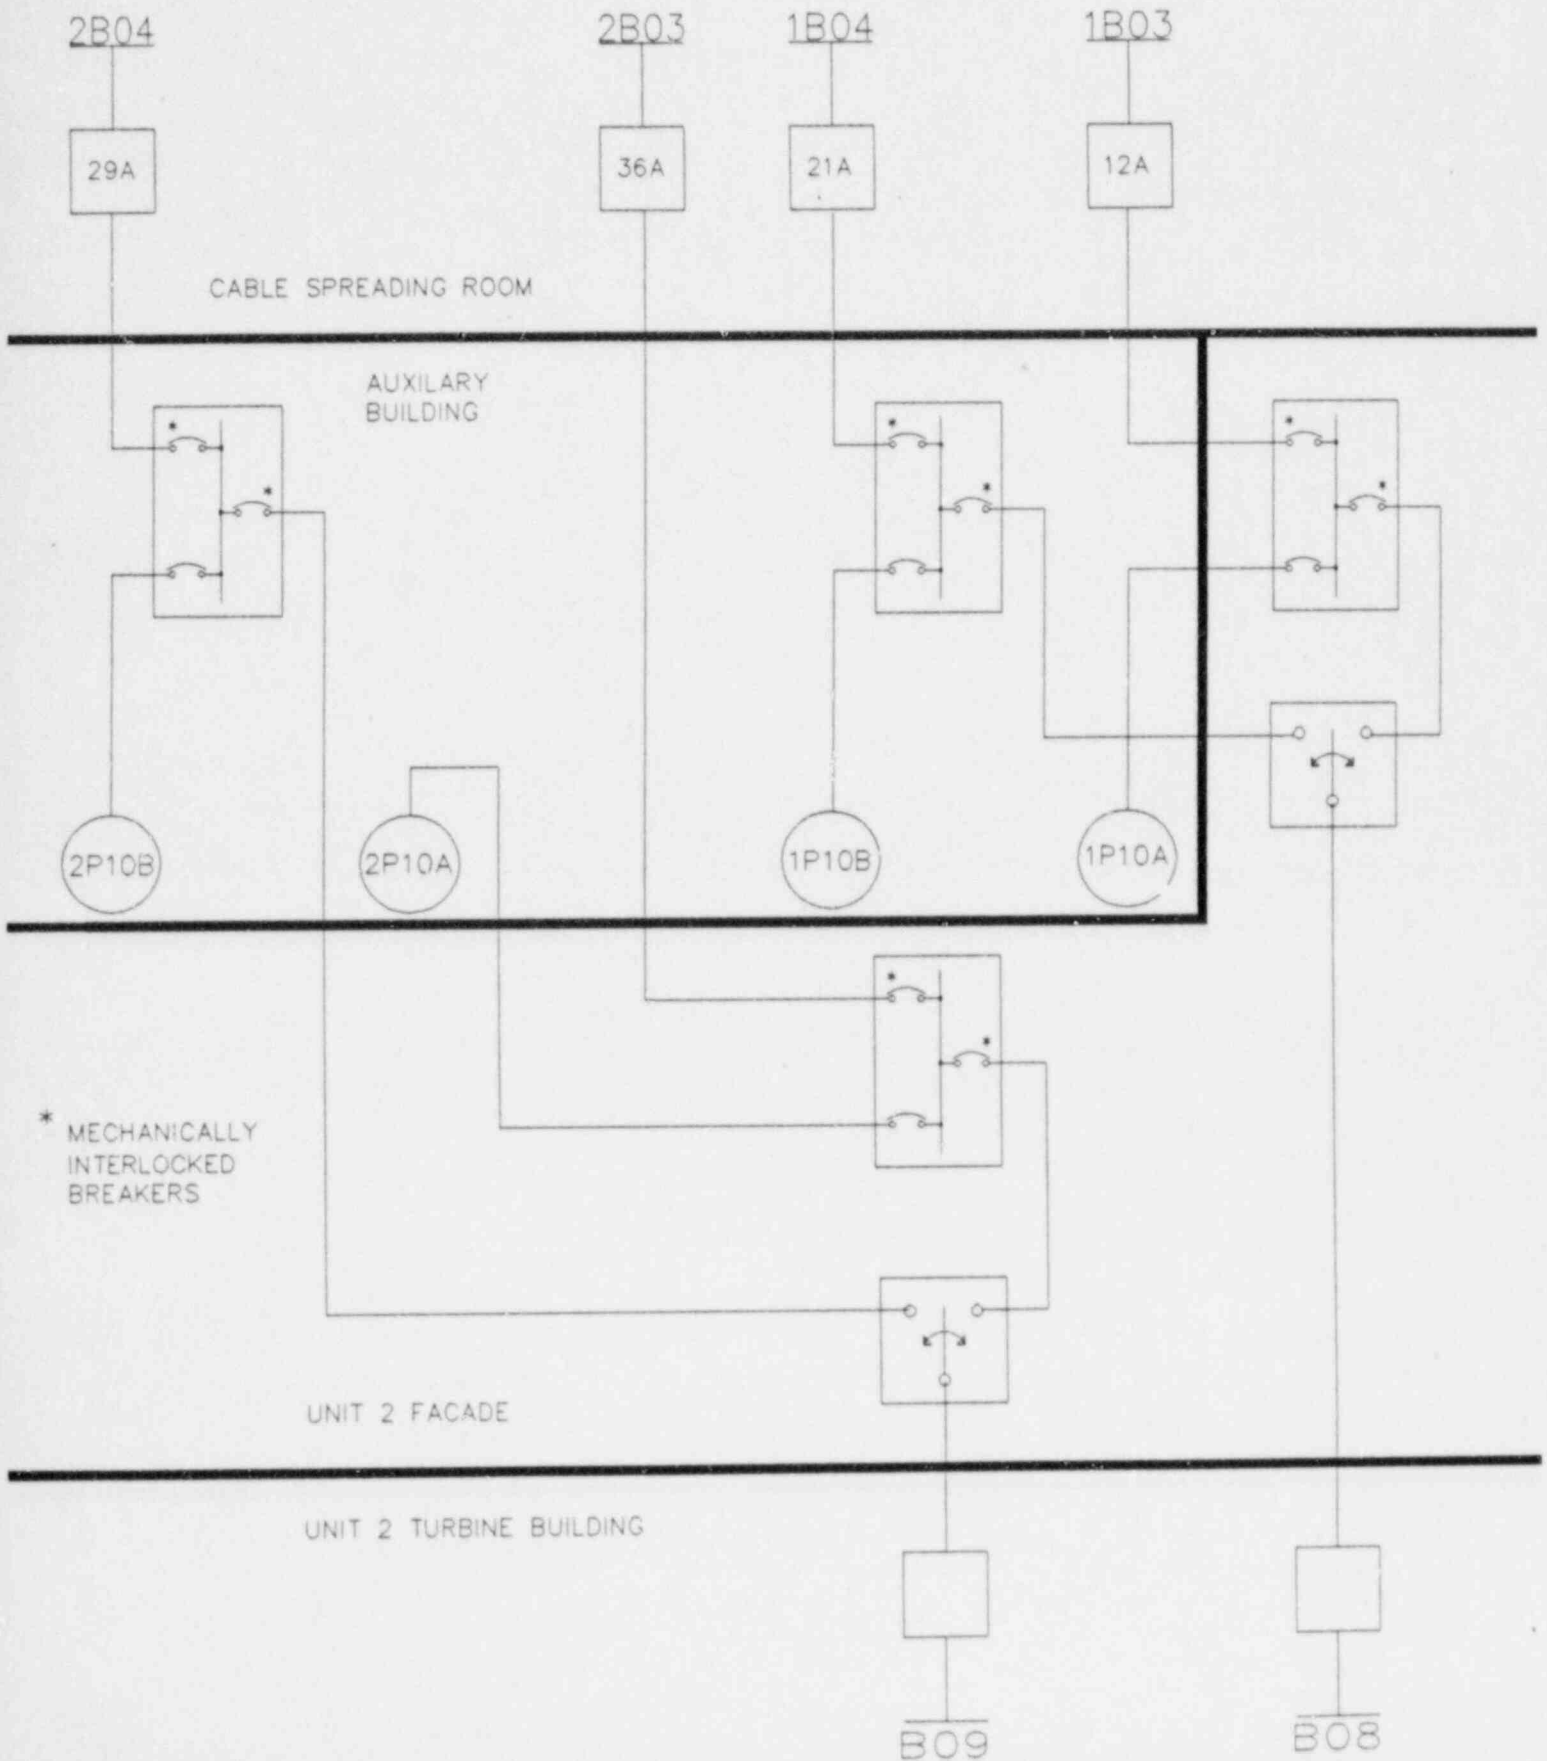 2B04
2B03
1B04
1B03
29A
36A
21A
12A
CABLE SPREADING ROOM
AUXILARY
BUILDING
*
*
*
*
*
*
2P10B
2P10A
1P10B
1P10A
*
*
* MECHANICALLY
INTERLOCKED
BREAKERS
UNIT 2 FACADE
UNIT 2 TURBINE BUILDING
B09
B08